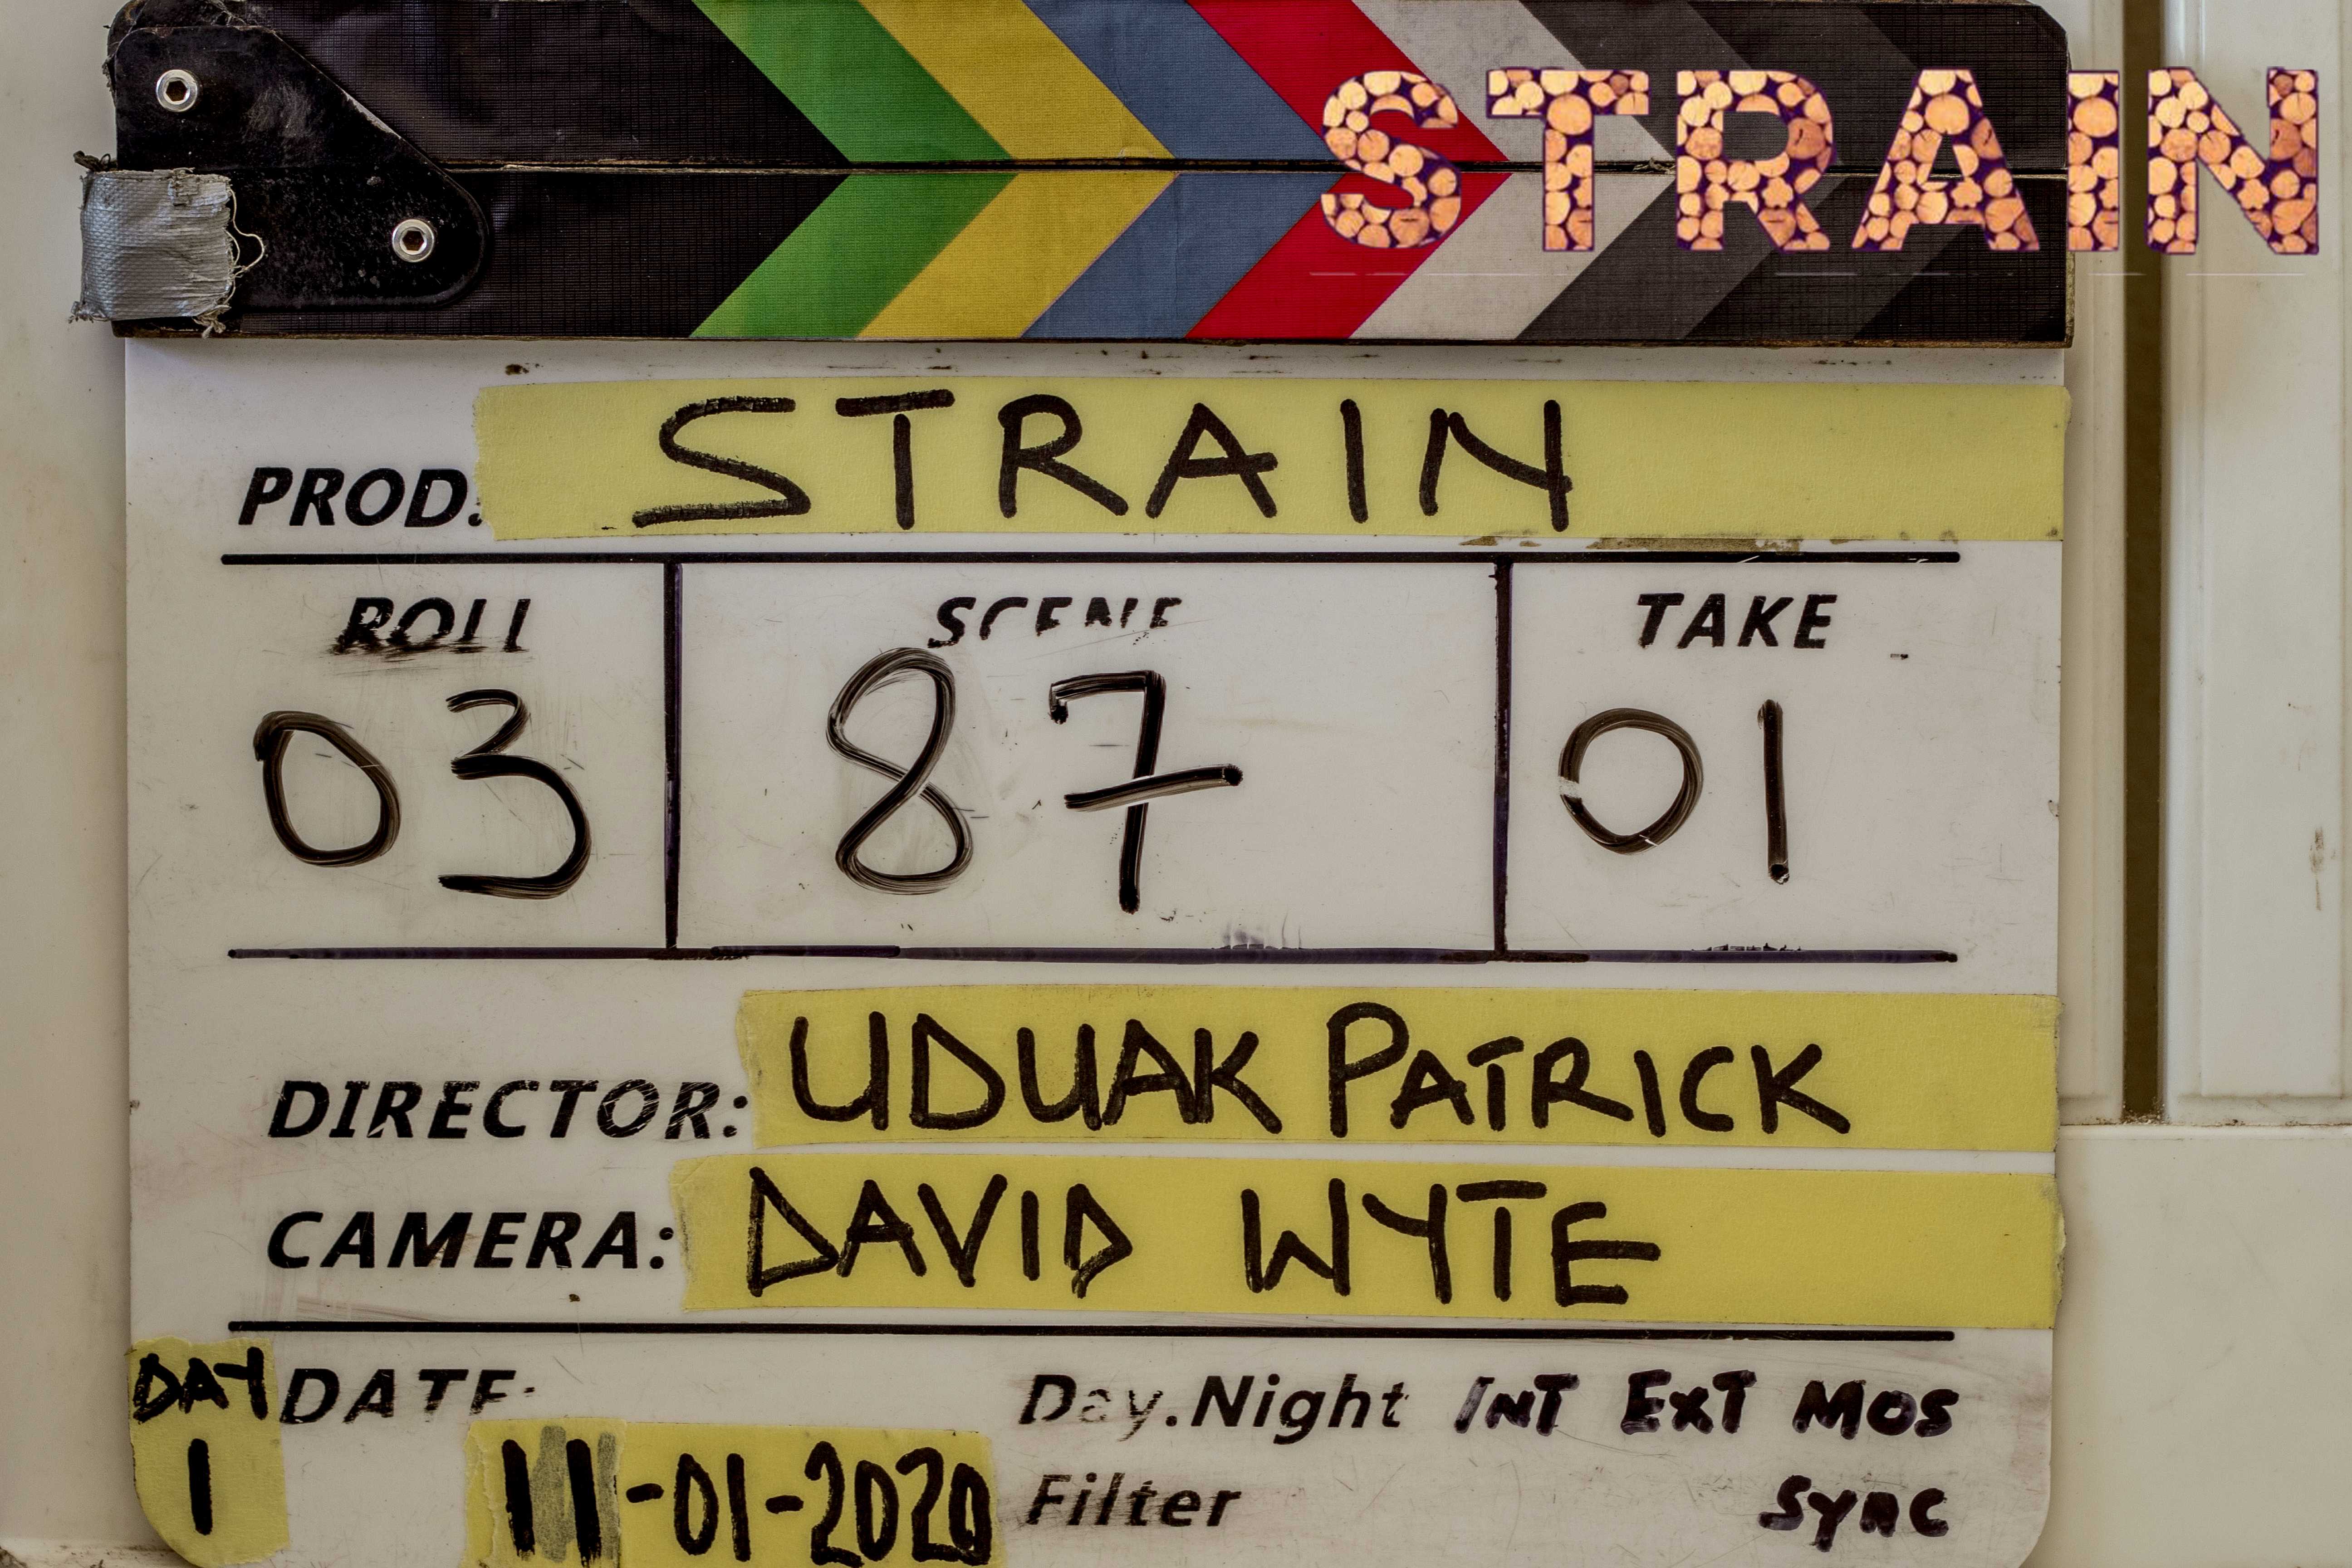 STRAIN
PROD. STRAIN
ROLL SCENE TAKE
03 87 01
DIRECTOR: UDUAK PATRICK
CAMERA: DAVID WYTE
DAY DATE: Day.Night INT EXT MOS
1 11-01-2020 Filter SYNC